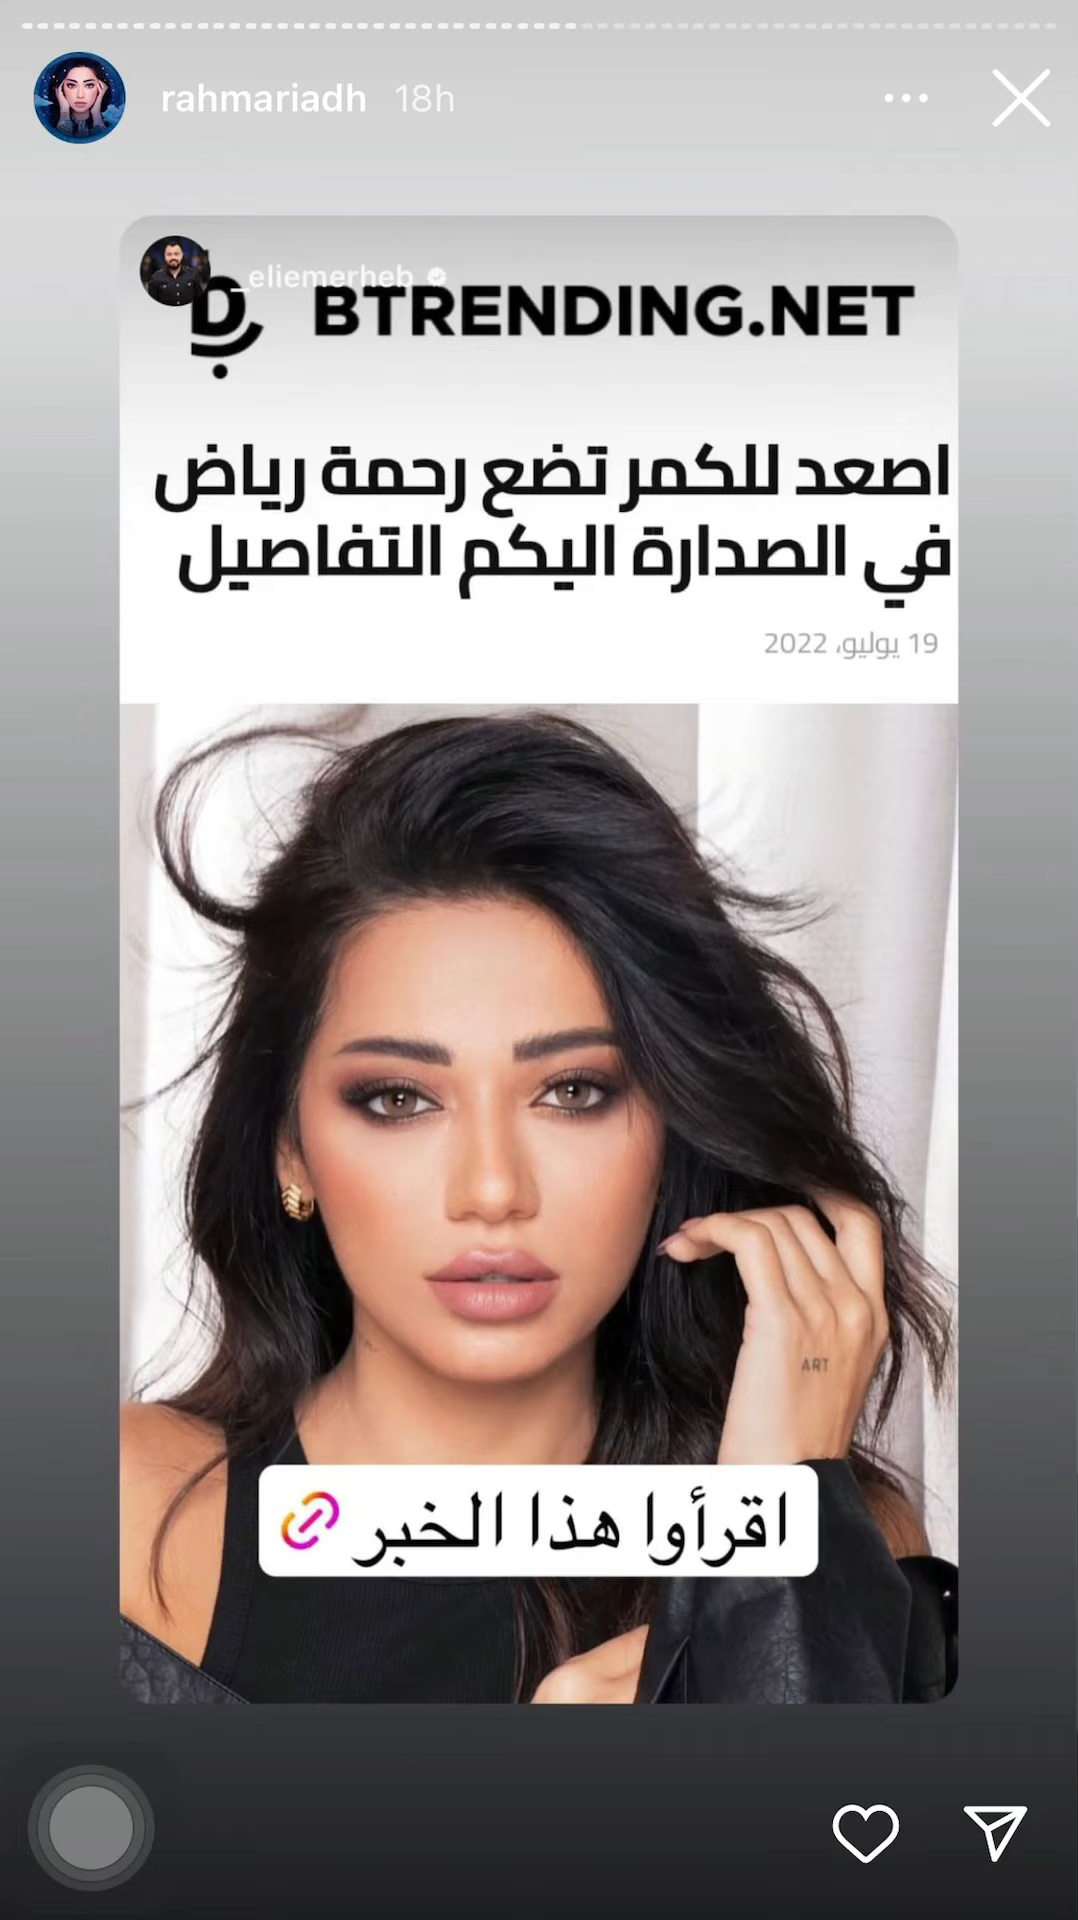 rahmariadh 18h
_eliemerheb
BTRENDING.NET
اصعد للكمر تضع رحمة رياض
في الصدارة اليكم التفاصيل
19 يوليو، 2022
ART
اقرأوا هذا الخبر